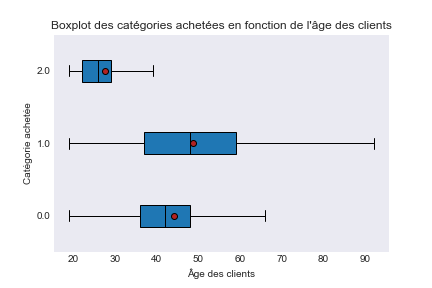 Boxplot des catégories achetées en fonction de l'âge des clients
Catégorie achetée
2.0
1.0
0.0
20 30 40 50 60 70 80 90
Âge des clients